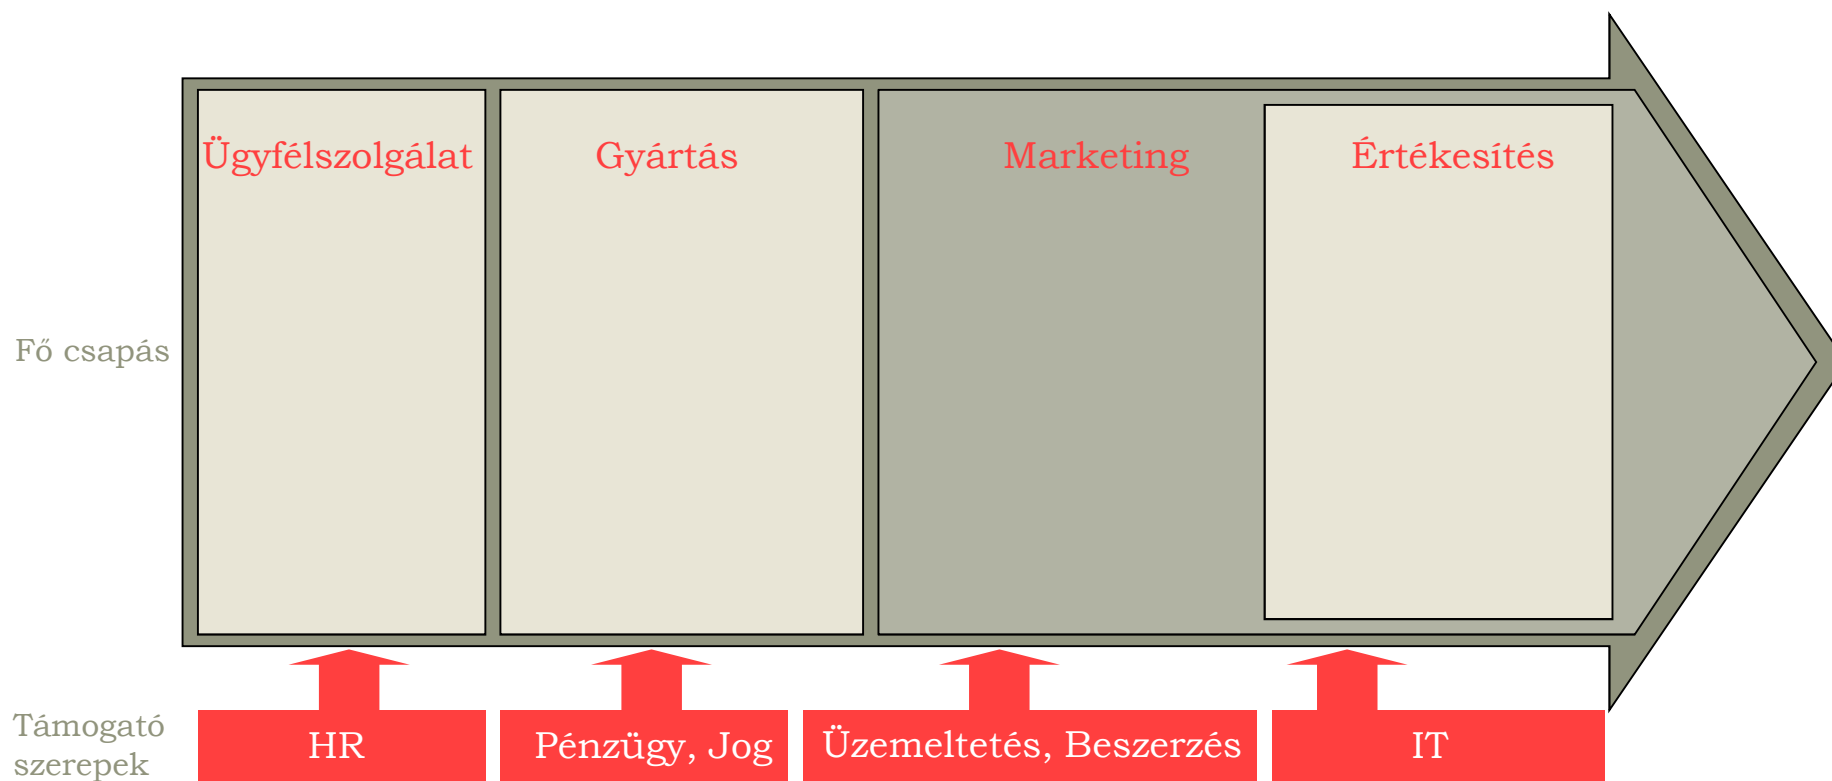 Ügyfélszolgálat
Gyártás
Marketing
Értékesítés
Fő csapás
Támogató
szerepek
HR
Pénzügy, Jog
Üzemeltetés, Beszerzés
IT